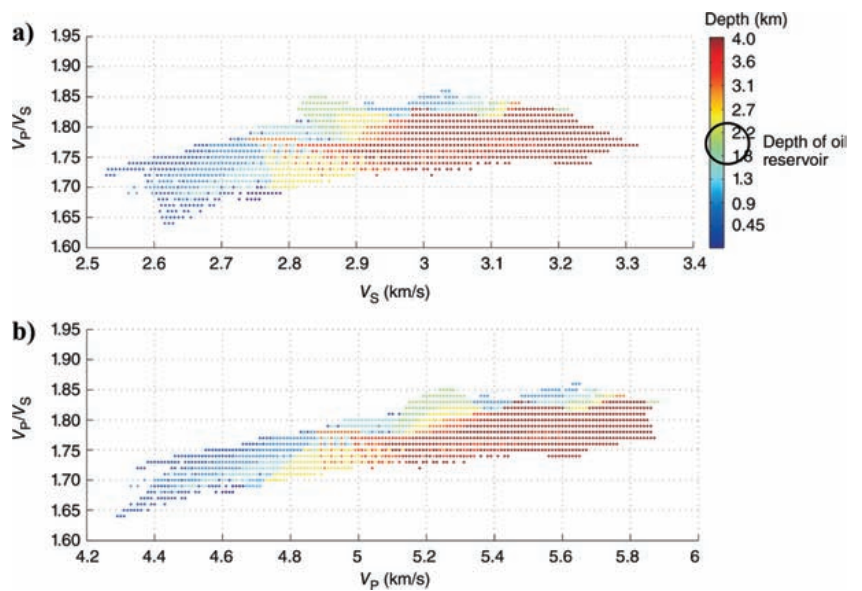 a)
1.95
1.90
1.85
1.80
1.75
1.70
1.65
1.60
VP/VS
2.5 2.6 2.7 2.8 2.9 3 3.1 3.2 3.3 3.4
VS (km/s)
Depth (km)
4.0
3.6
3.1
2.7
2.2
1.8
1.3
0.9
0.45
Depth of oil
reservoir
b)
1.95
1.90
1.85
1.80
1.75
1.70
1.65
1.60
VP/VS
4.2 4.4 4.6 4.8 5 5.2 5.4 5.6 5.8 6
VP (km/s)